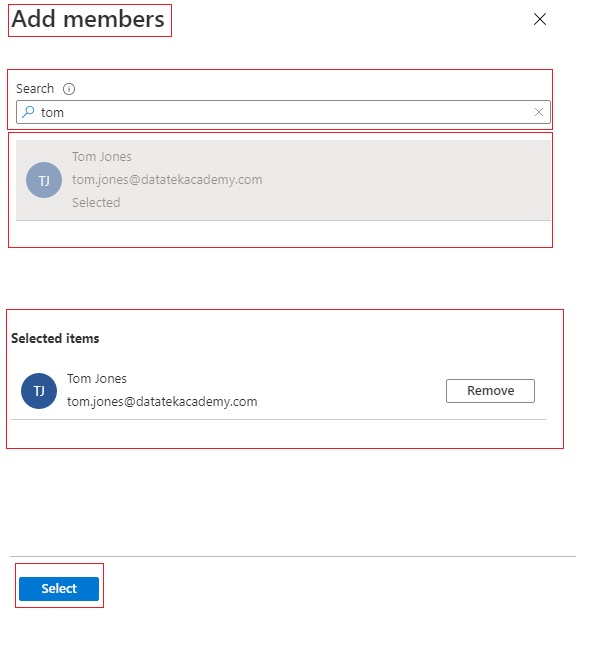 Add members
Search
tom
TJ
Tom Jones
tom.jones@datatekacademy.com
Selected
Selected items
TJ
Tom Jones
tom.jones@datatekacademy.com
Remove
Select